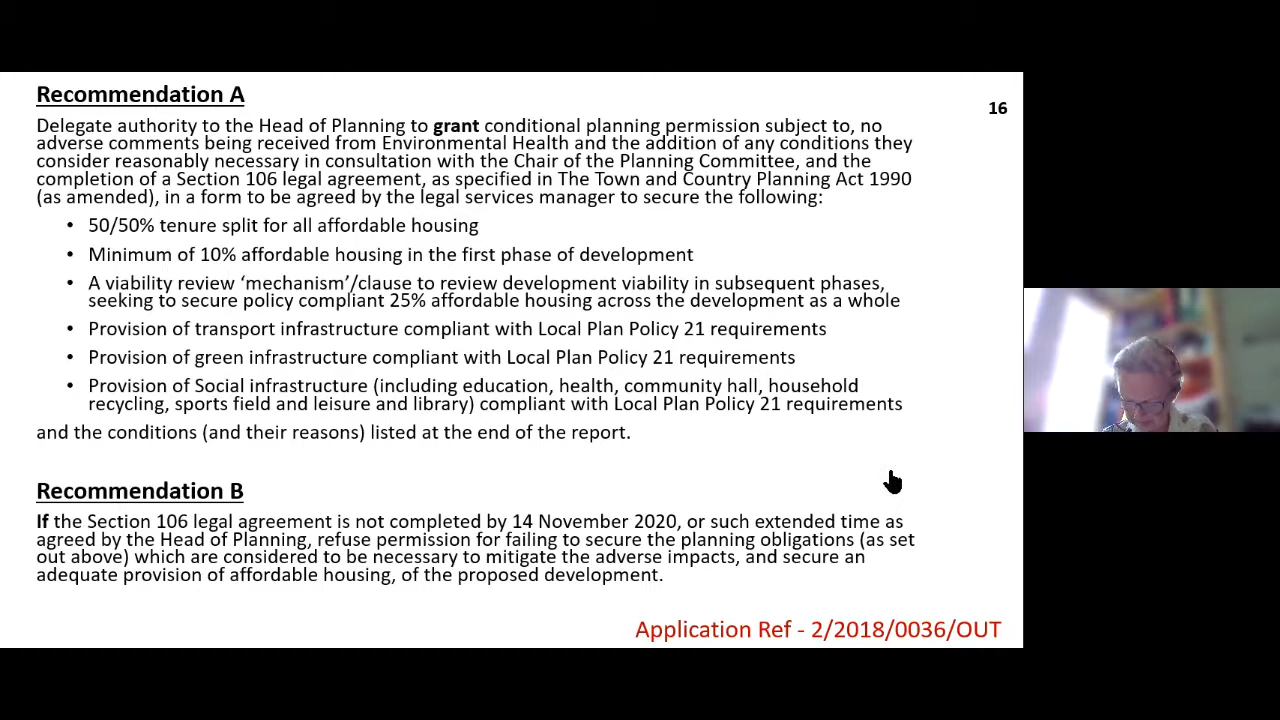 Recommendation A
16
Delegate authority to the Head of Planning to grant conditional planning permission subject to, no
adverse comments being received from Environmental Health and the addition of any conditions they
consider reasonably necessary in consultation with the Chair of the Planning Committee, and the
completion of a Section 106 legal agreement, as specified in The Town and Country Planning Act 1990
(as amended), in a form to be agreed by the legal services manager to secure the following:
• 50/50% tenure split for all affordable housing
• Minimum of 10% affordable housing in the first phase of development
• A viability review ‘mechanism’/clause to review development viability in subsequent phases,
seeking to secure policy compliant 25% affordable housing across the development as a whole
• Provision of transport infrastructure compliant with Local Plan Policy 21 requirements
• Provision of green infrastructure compliant with Local Plan Policy 21 requirements
• Provision of Social infrastructure (including education, health, community hall, household
recycling, sports field and leisure and library) compliant with Local Plan Policy 21 requirements
and the conditions (and their reasons) listed at the end of the report.
Recommendation B
If the Section 106 legal agreement is not completed by 14 November 2020, or such extended time as
agreed by the Head of Planning, refuse permission for failing to secure the planning obligations (as set
out above) which are considered to be necessary to mitigate the adverse impacts, and secure an
adequate provision of affordable housing, of the proposed development.
Application Ref - 2/2018/0036/OUT